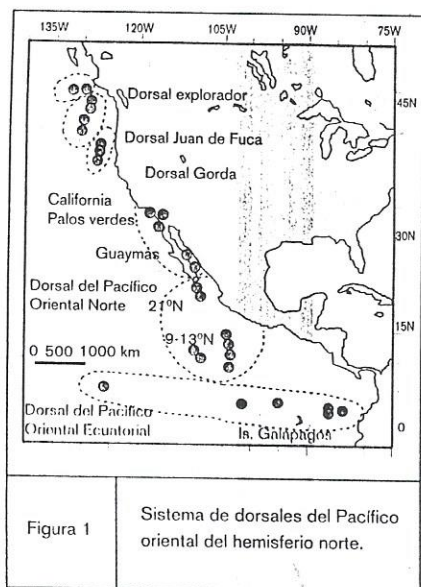 135W 120W 105W 90W 75W
Dorsal explorador
45N
Dorsal Juan de Fuca
Dorsal Gorda
California
Palos verdes
30N
Guaymas
Dorsal del Pacífico
Oriental Norte
21°N
15N
9-13°N
0 500 1000 km
Dorsal del Pacífico
Oriental Ecuatorial
Is. Galápagos
0
Figura 1
Sistema de dorsales del Pacífico
oriental del hemisferio norte.